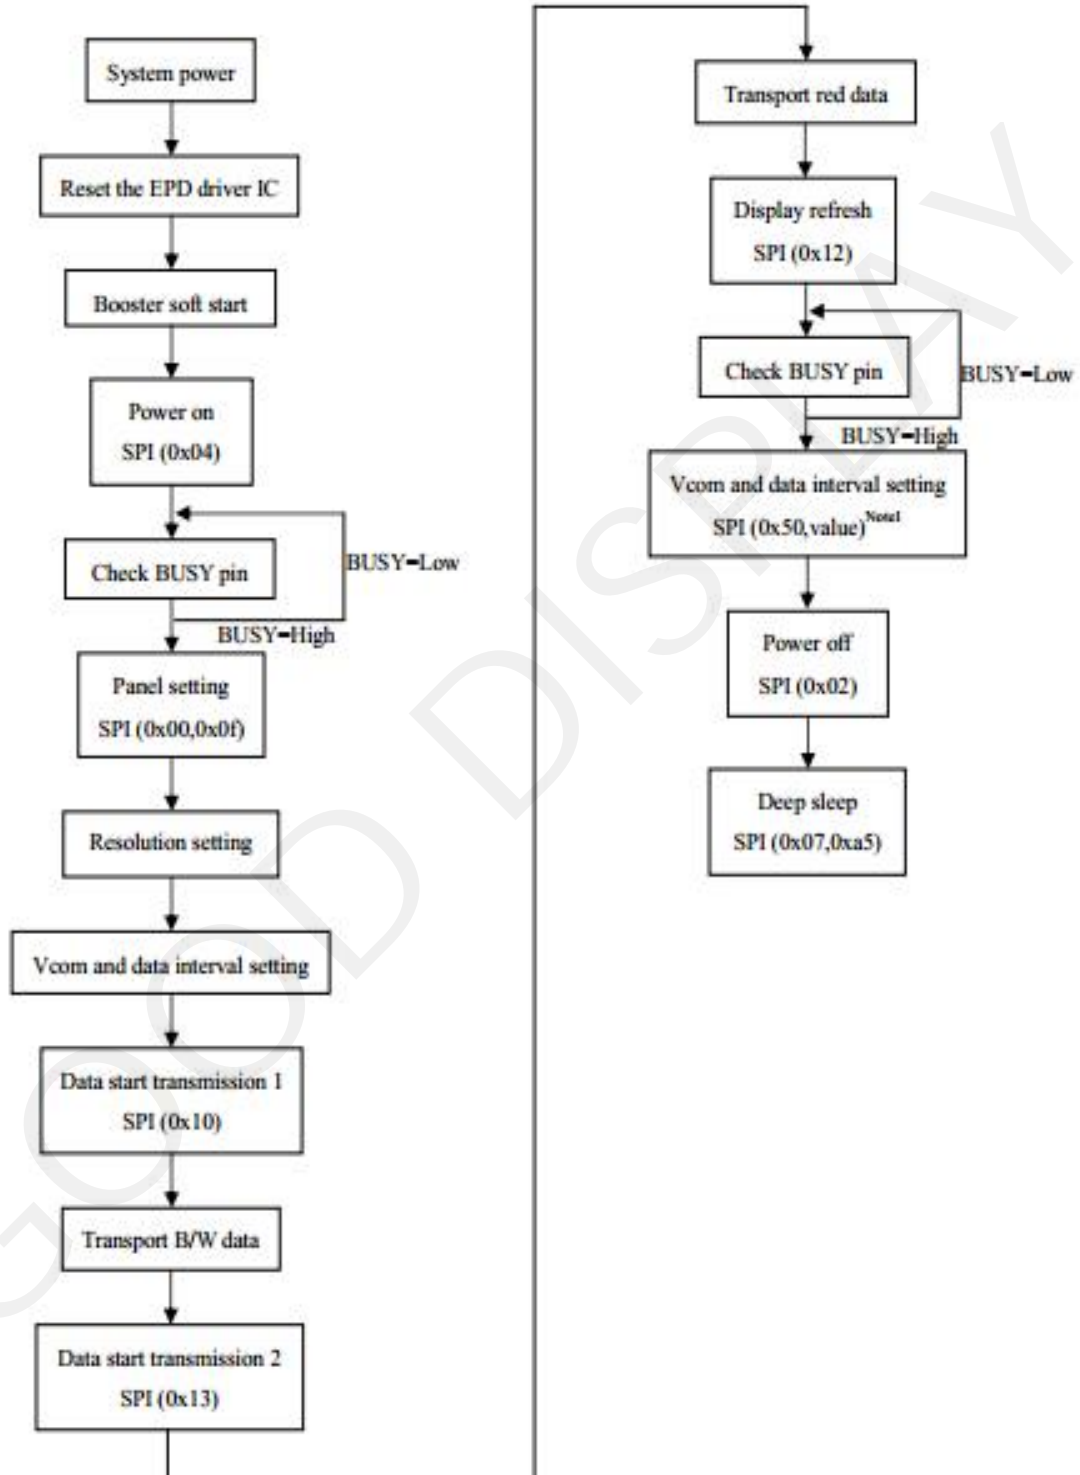 System power
Reset the EPD driver IC
Booster soft start
Power on
SPI (0x04)
BUSY=Low
Check BUSY pin
BUSY=High
Panel setting
SPI (0x00,0x0f)
Resolution setting
Vcom and data interval setting
Data start transmission 1
SPI (0x10)
Transport B/W data
Data start transmission 2
SPI (0x13)
Transport red data
Display refresh
SPI (0x12)
Check BUSY pin
BUSY=Low
BUSY=High
Vcom and data interval setting
SPI (0x50,value)Note1
Power off
SPI (0x02)
Deep sleep
SPI (0x07,0xa5)
GOOD DISPLAY